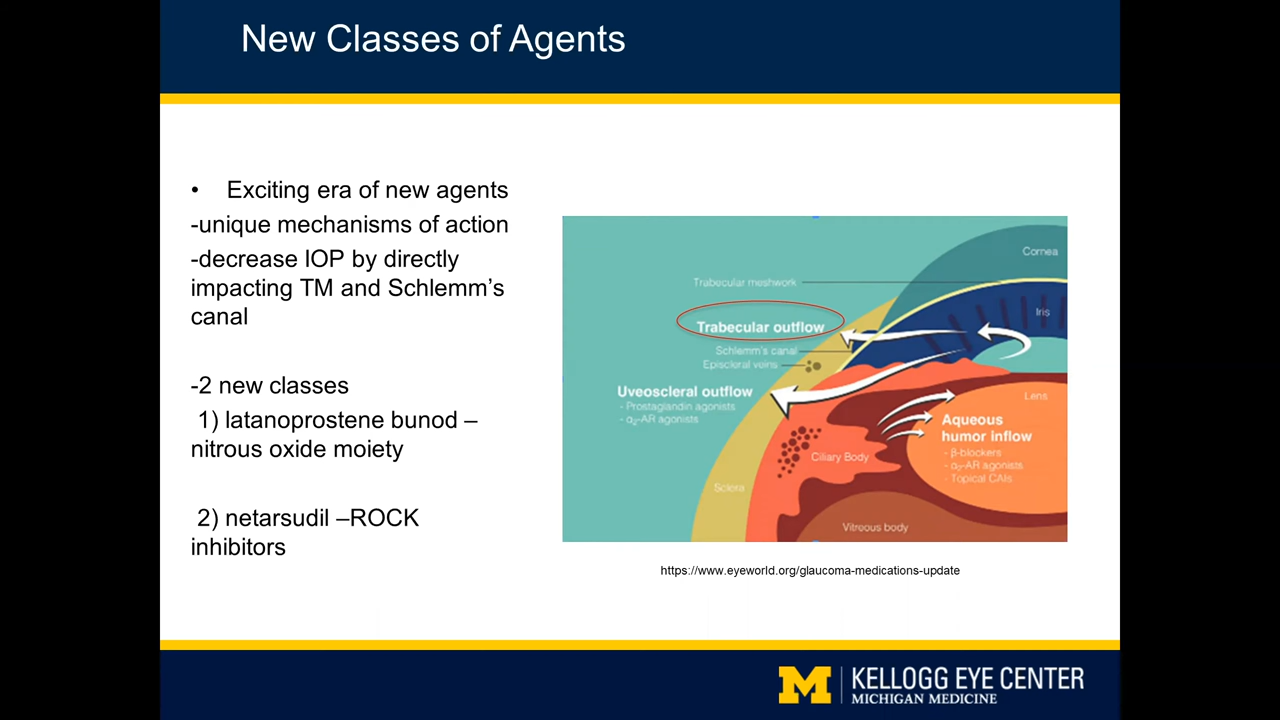 New Classes of Agents
• Exciting era of new agents
-unique mechanisms of action
-decrease IOP by directly
impacting TM and Schlemm's
canal
-2 new classes
1) latanoprostene bunod –
nitrous oxide moiety
2) netarsudil –ROCK
inhibitors
Cornea
Trabecular meshwork
Iris
Trabecular outflow
Schlemm's canal
Episcleral veins
Uveoscleral outflow
- Prostaglandin agonists
- α₂-AR agonists
Lens
Aqueous
humor inflow
- β-blockers
- α₂-AR agonists
- Topical CAIs
Ciliary Body
Sclera
Vitreous body
https://www.eyeworld.org/glaucoma-medications-update
M
KELLOGG EYE CENTER
MICHIGAN MEDICINE